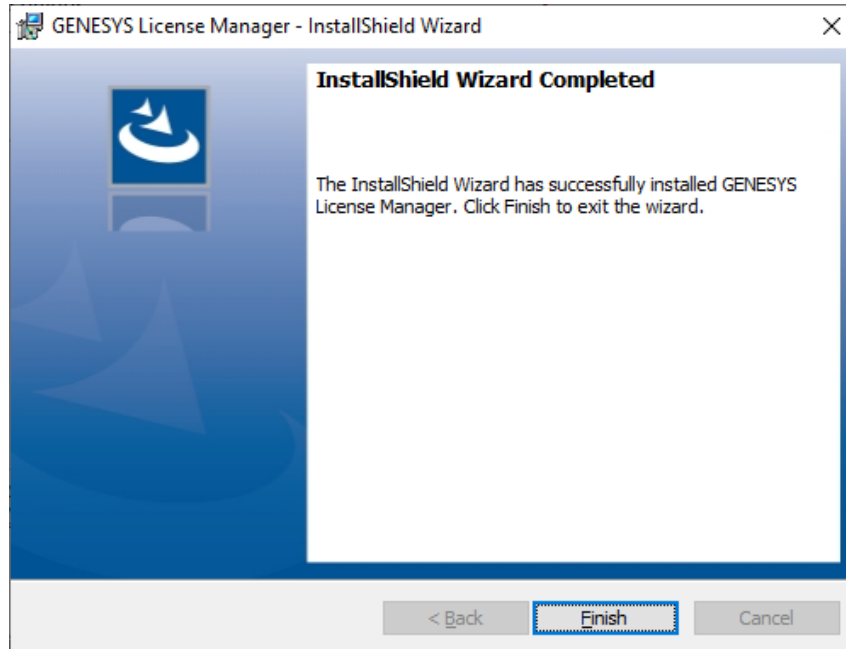 GENESYS License Manager - InstallShield Wizard
InstallShield Wizard Completed
The InstallShield Wizard has successfully installed GENESYS
License Manager. Click Finish to exit the wizard.
< Back
Finish
Cancel